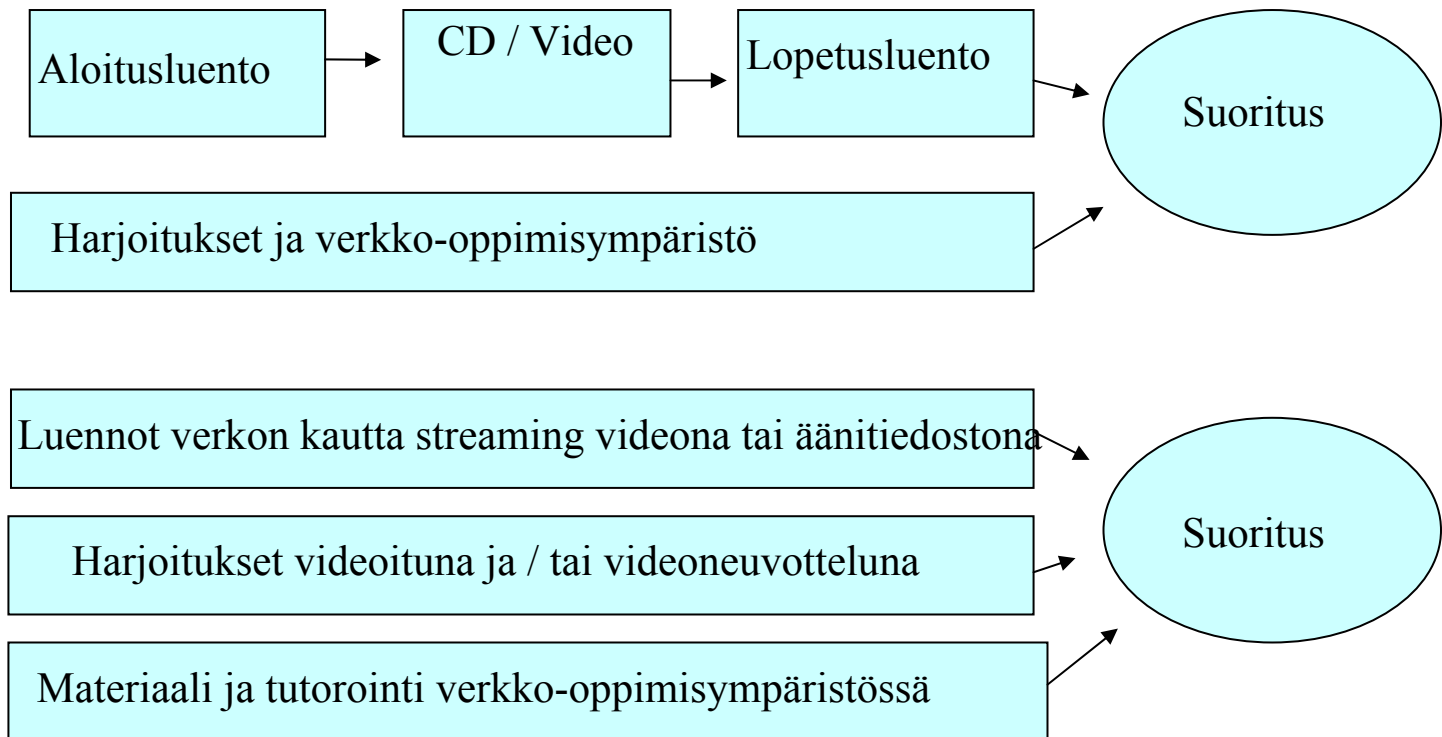 Aloitusluento
CD / Video
Lopetusluento
Suoritus
Harjoitukset ja verkko-oppimisympäristö
Luennot verkon kautta streaming videona tai äänitiedostona
Harjoitukset videoituna ja / tai videoneuvotteluna
Suoritus
Materiaali ja tutorointi verkko-oppimisympäristössä